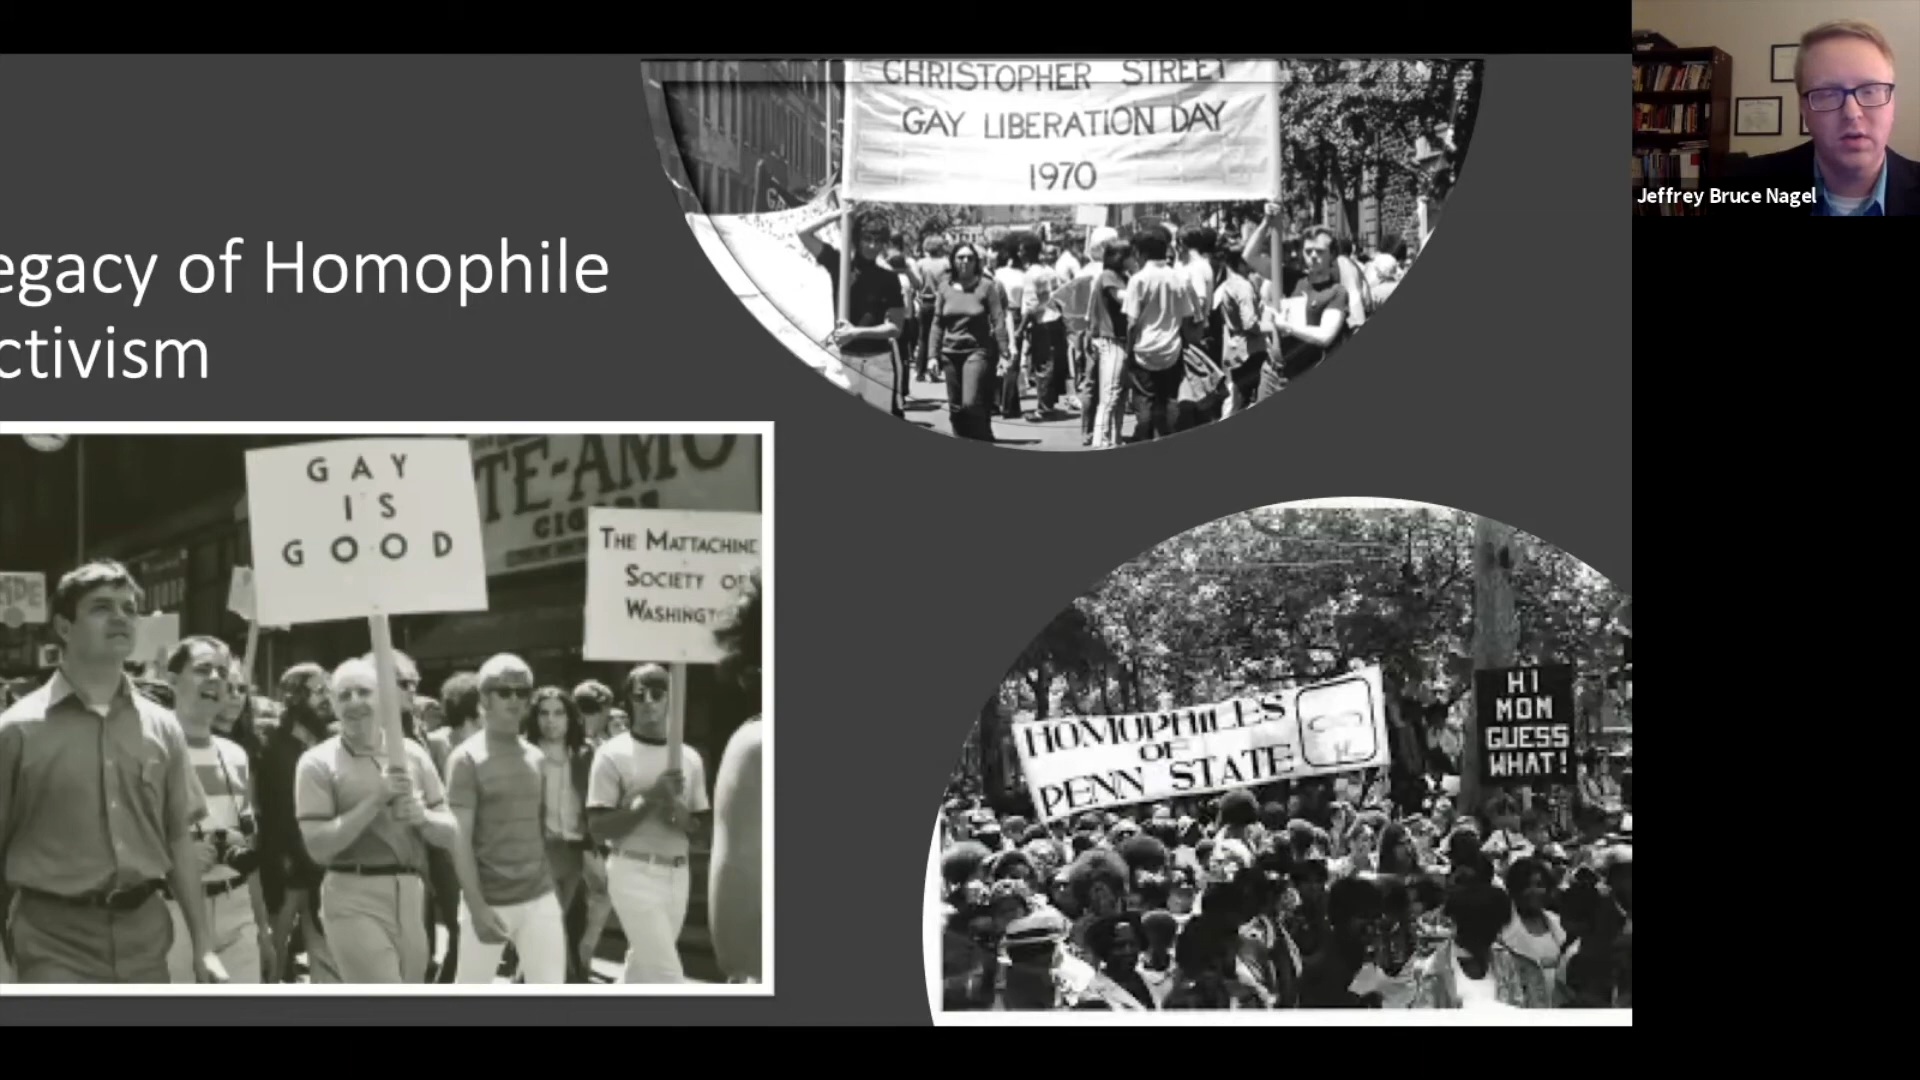 CHRISTOPHER STREET
GAY LIBERATION DAY
1970
Jeffrey Bruce Nagel
egacy of Homophile
ctivism
GAY
IS
GOOD
TE-AMO
THE MATTACHINE
SOCIETY OF
HOMOPHILES
OF
PENN STATE
HI
MOM
GUESS
WHAT!